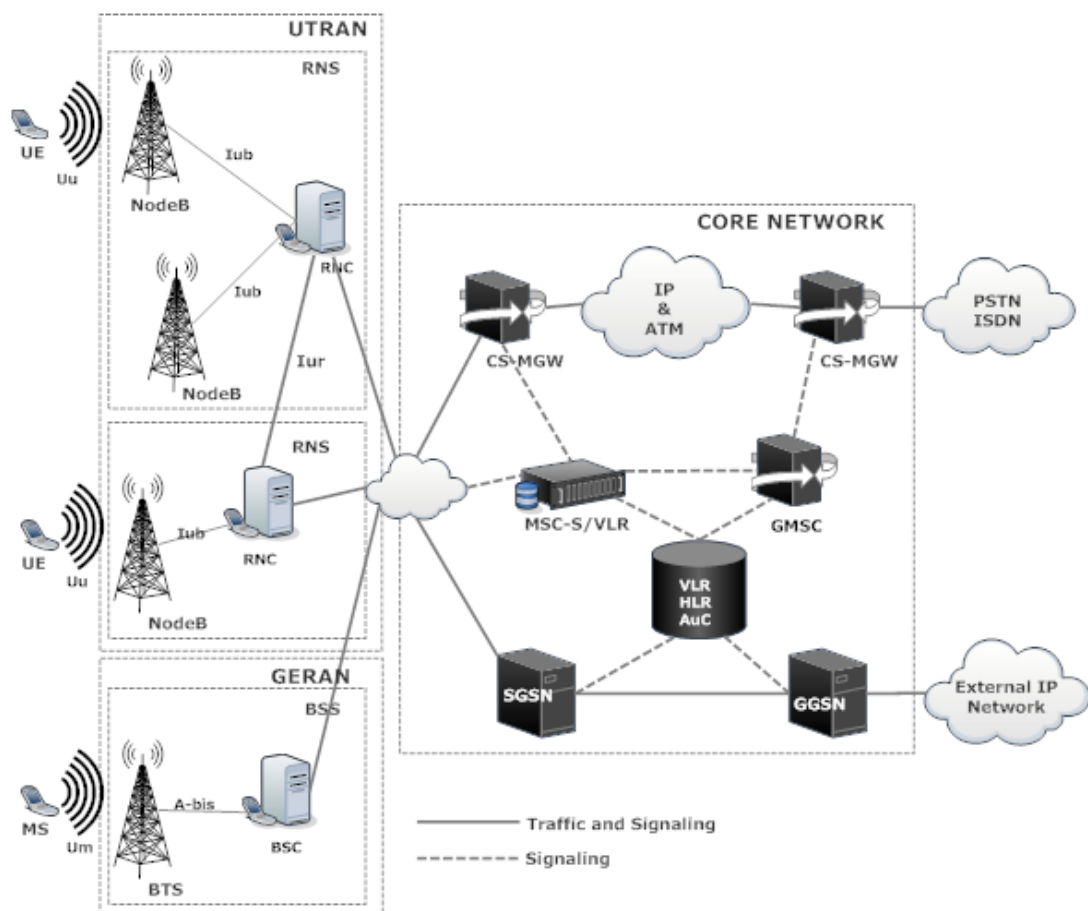 UTRAN
RNS
UE
Uu
Iub
NodeB
RNC
Iub
NodeB
Iur
RNS
UE
Uu
Iub
RNC
NodeB
GERAN
BSS
MS
Um
A-bis
BSC
BTS
CORE NETWORK
CS-MGW
IP
&
ATM
CS-MGW
PSTN
ISDN
MSC-S/VLR
GMSC
VLR
HLR
AuC
SGSN
GGSN
External IP
Network
Traffic and Signaling
Signaling